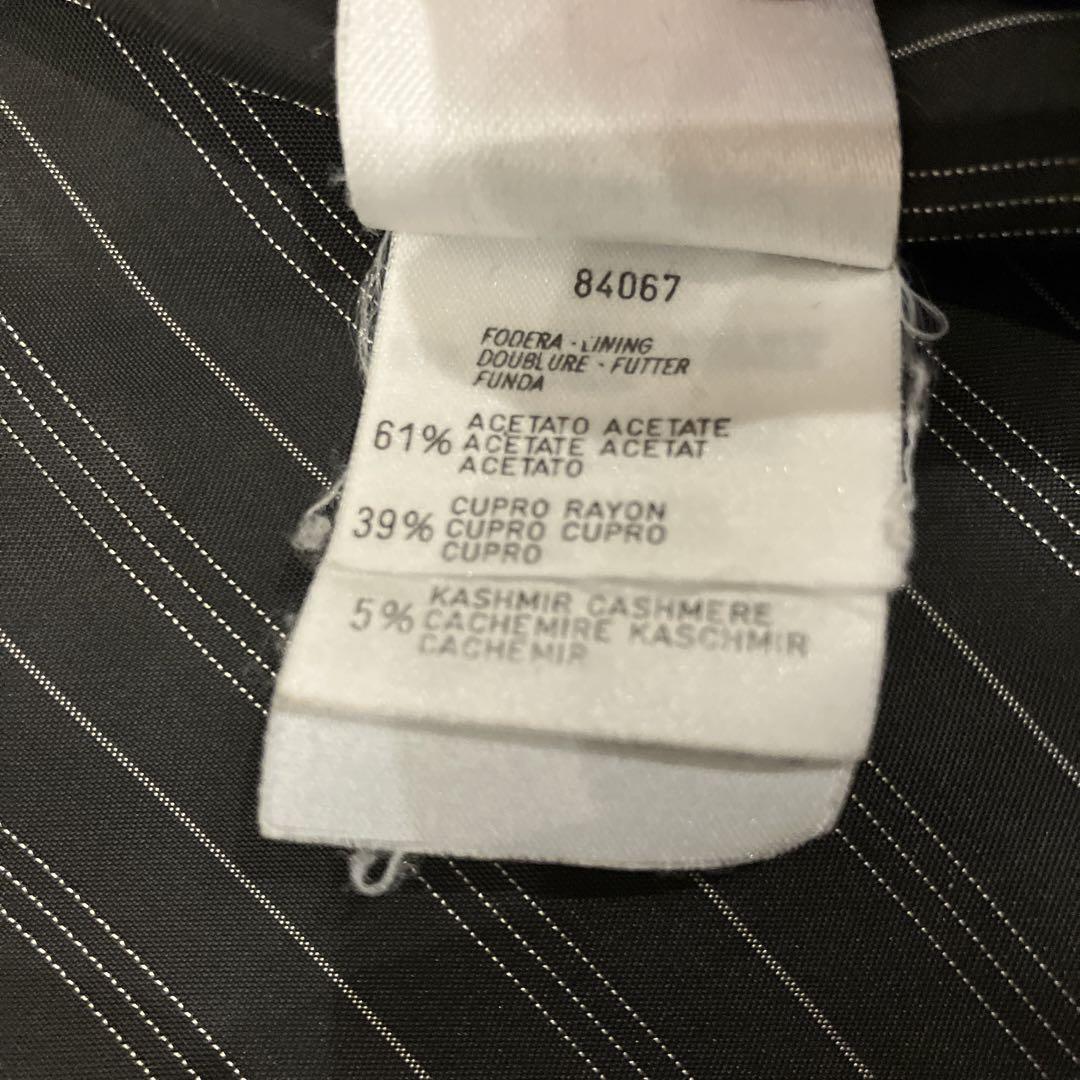 84067
FODERA - LINING
DOUBLURE - FUTTER
FUNDA
61% ACETATO ACETATE
ACETATE ACETAT
ACETATO
39% CUPRO RAYON
CUPRO CUPRO
CUPRO
5% KASHMIR CASHMERE
CACHEMIRE KASCHMIR
CACHEMIR